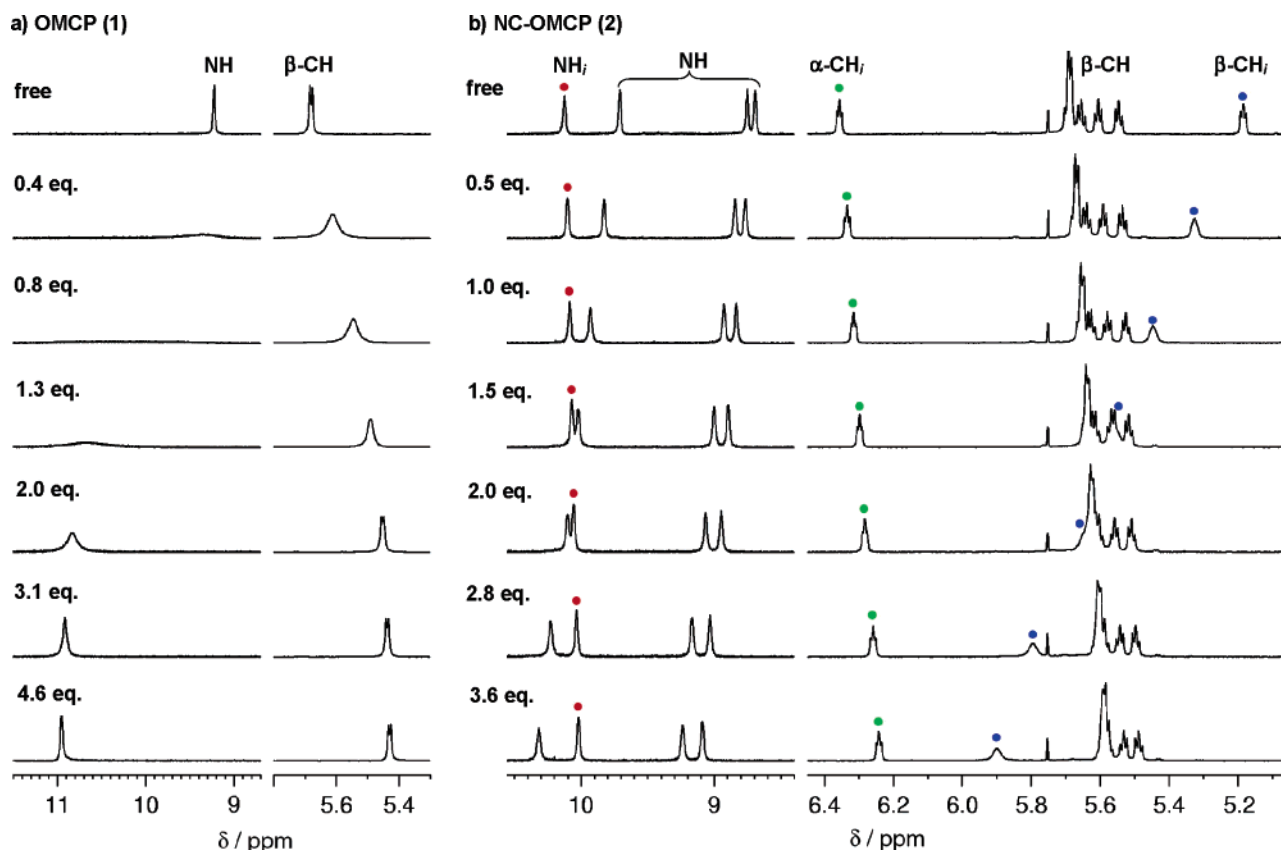 a) OMCP (1)
b) NC-OMCP (2)
NH
β-CH
NHi
NH
α-CHi
β-CH
β-CHi
free
free
0.4 eq.
0.5 eq.
0.8 eq.
1.0 eq.
1.3 eq.
1.5 eq.
2.0 eq.
2.0 eq.
3.1 eq.
2.8 eq.
4.6 eq.
3.6 eq.
11 10 9 5.6 5.4 10 9 6.4 6.2 6.0 5.8 5.6 5.4 5.2
δ / ppm
δ / ppm